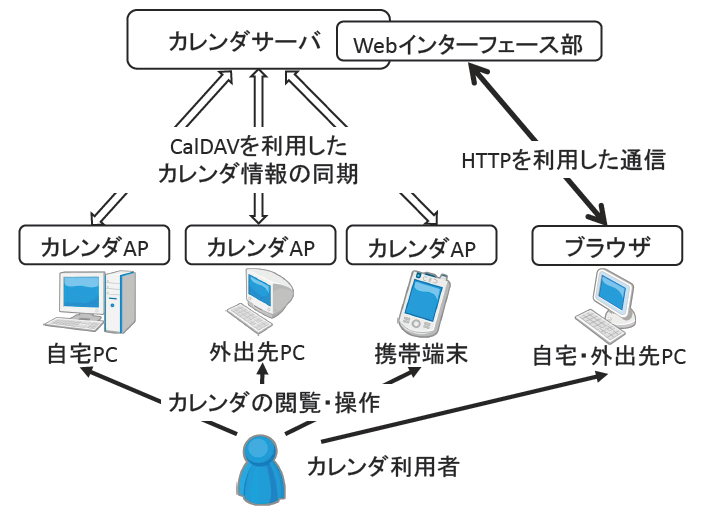 カレンダサーバ
Webインターフェース部
CalDAVを利用した
カレンダ情報の同期
HTTPを利用した通信
カレンダAP
カレンダAP
カレンダAP
ブラウザ
自宅PC
外出先PC
携帯端末
自宅・外出先PC
カレンダの閲覧・操作
カレンダ利用者